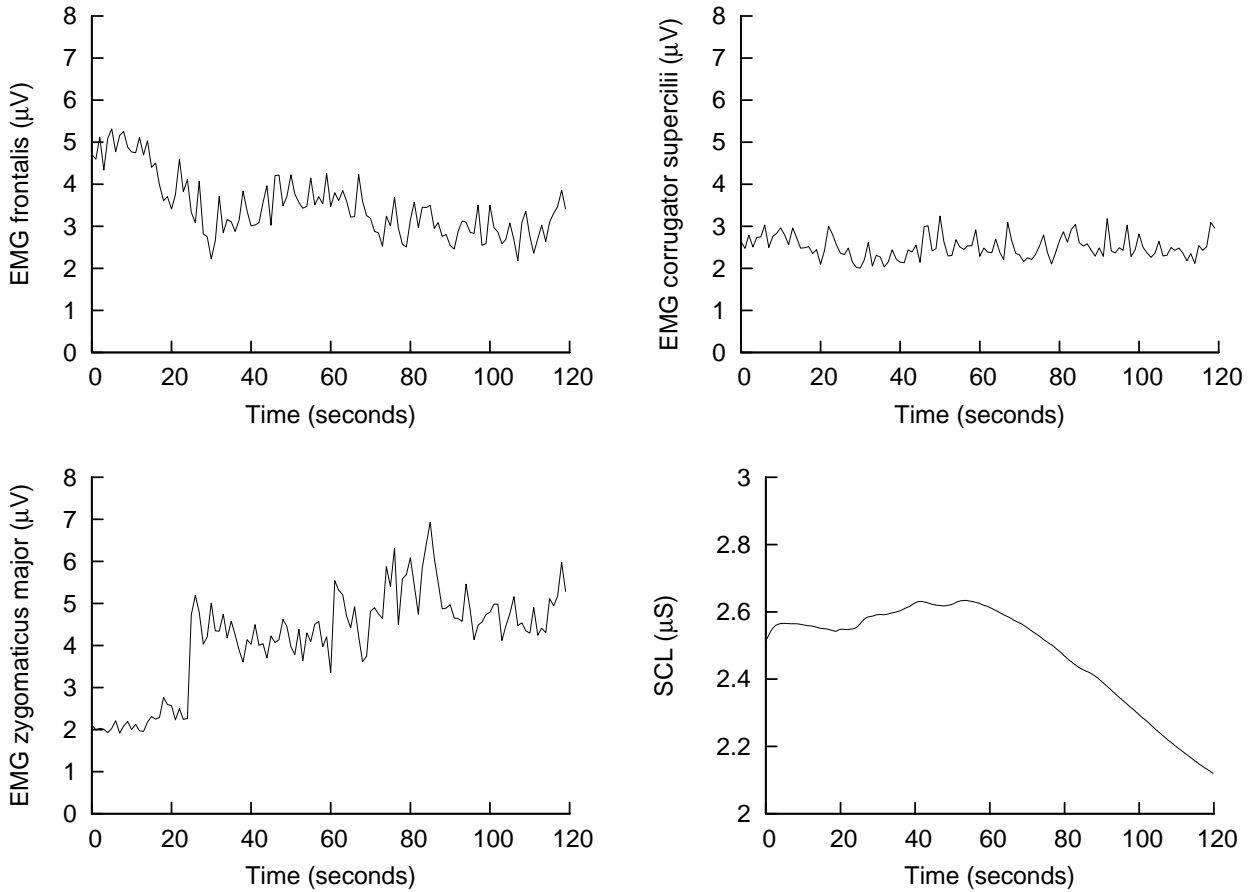 8
7
6
5
4
3
2
1
0
0 20 40 60 80 100 120
Time (seconds)
EMG frontalis (μV)
8
7
6
5
4
3
2
1
0
0 20 40 60 80 100 120
Time (seconds)
EMG corrugator supercilii (μV)
8
7
6
5
4
3
2
1
0
0 20 40 60 80 100 120
Time (seconds)
EMG zygomaticus major (μV)
3
2.8
2.6
2.4
2.2
2
0 20 40 60 80 100 120
Time (seconds)
SCL (μS)